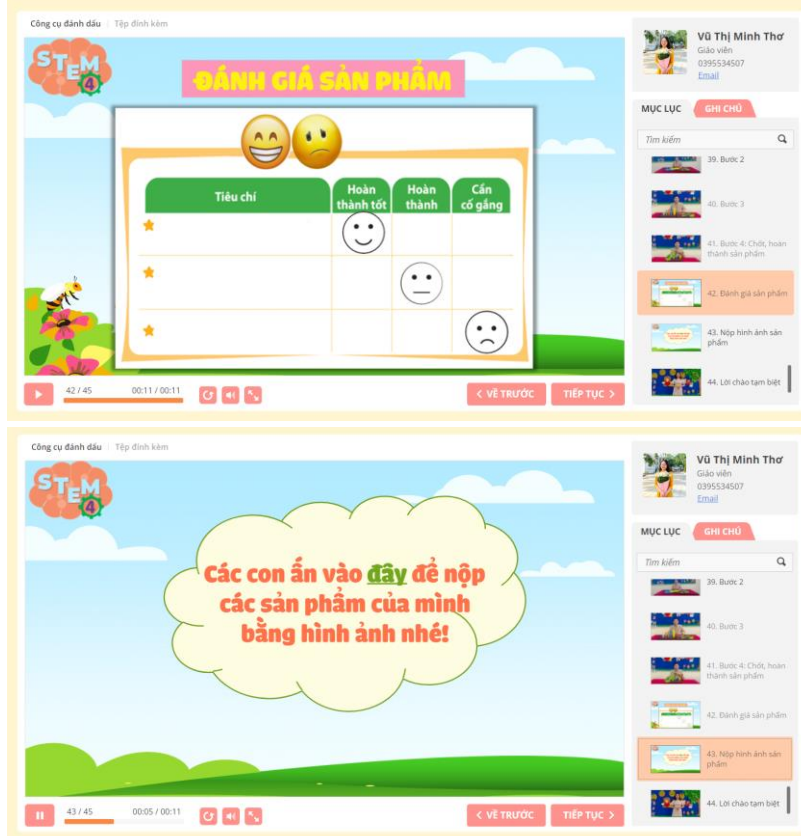 Công cụ đánh dấu | Tệp đính kèm
STEM
4
ĐÁNH GIÁ SẢN PHẨM
Tiêu chí
Hoàn thành tốt
Hoàn thành
Cần cố gắng
42 / 45
00:11 / 00:11
VỀ TRƯỚC
TIẾP TỤC
Vũ Thị Minh Thơ
Giáo viên
0395534507
Email
MỤC LỤC
GHI CHÚ
Tìm kiếm
39. Bước 2
40. Bước 3
41. Bước 4: Chốt, hoàn
thành sản phẩm
42. Đánh giá sản phẩm
43. Nộp hình ảnh sản
phẩm
44. Lời chào tạm biệt
Công cụ đánh dấu | Tệp đính kèm
STEM
4
Các con ấn vào đây để nộp
các sản phẩm của mình
bằng hình ảnh nhé!
43 / 45
00:05 / 00:11
VỀ TRƯỚC
TIẾP TỤC
Vũ Thị Minh Thơ
Giáo viên
0395534507
Email
MỤC LỤC
GHI CHÚ
Tìm kiếm
39. Bước 2
40. Bước 3
41. Bước 4: Chốt, hoàn
thành sản phẩm
42. Đánh giá sản phẩm
43. Nộp hình ảnh sản
phẩm
44. Lời chào tạm biệt